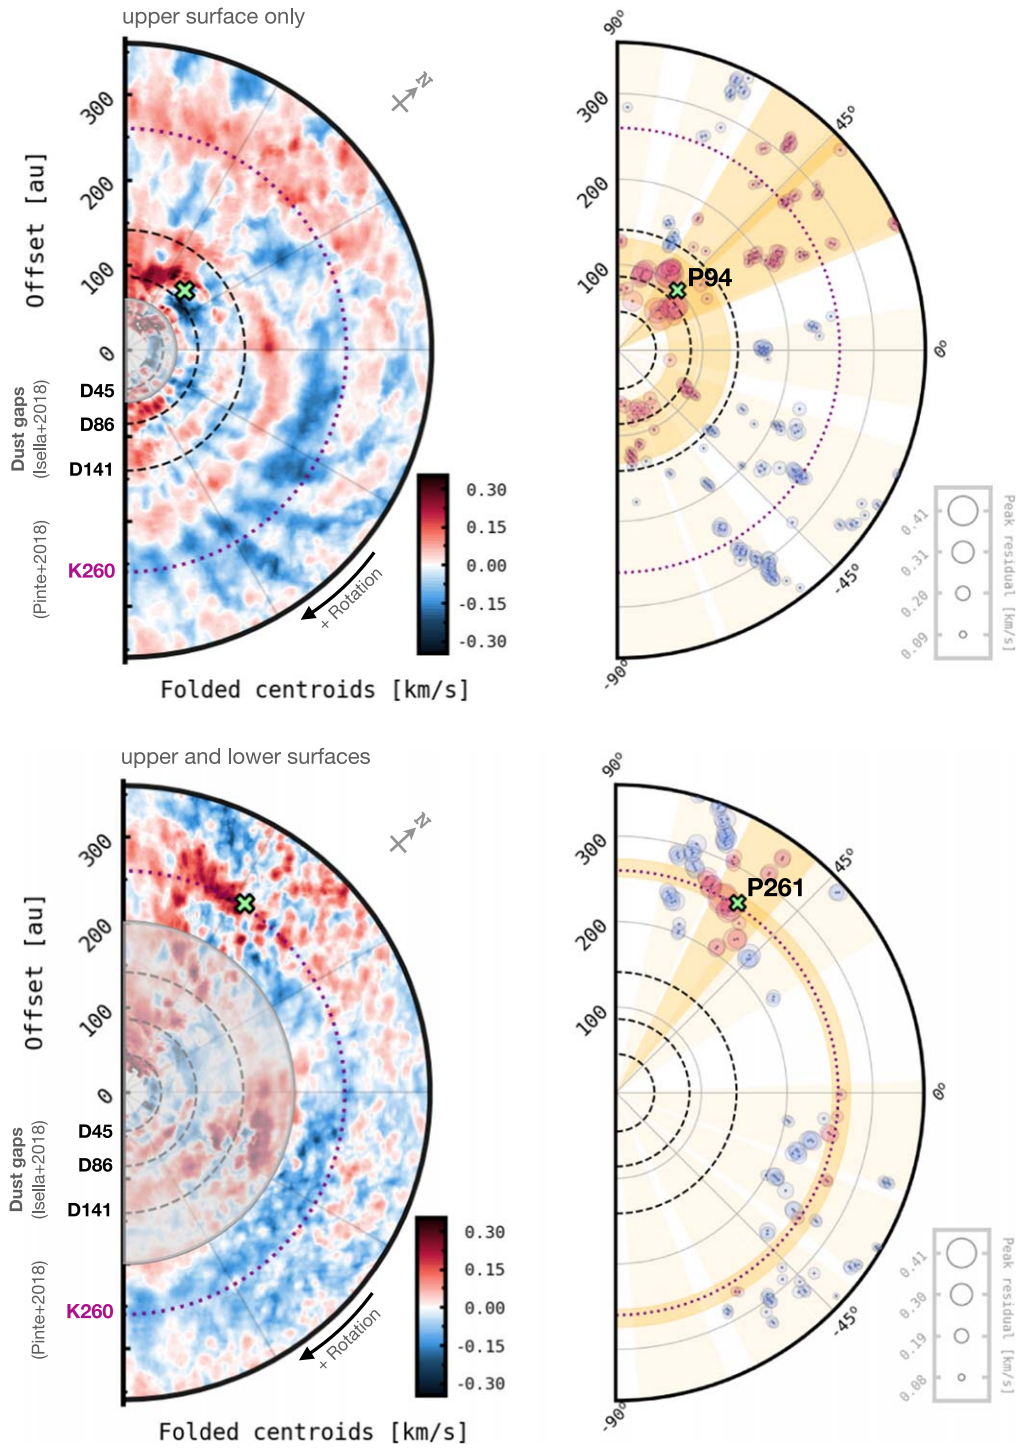 upper surface only
N
90°
45°
0°
-45°
-90°
300
200
100
0
Offset [au]
300
200
100
P94
Dust gaps
(Isella+2018)
D45
D86
D141
(Pinte+2018)
K260
+ Rotation
0.30
0.15
0.00
-0.15
-0.30
Folded centroids [km/s]
0.41
0.31
0.20
0.09
Peak residual [km/s]
upper and lower surfaces
N
90°
45°
0°
-45°
-90°
300
200
100
0
Offset [au]
300
200
100
P261
Dust gaps
(Isella+2018)
D45
D86
D141
(Pinte+2018)
K260
+ Rotation
0.30
0.15
0.00
-0.15
-0.30
Folded centroids [km/s]
0.41
0.30
0.19
0.08
Peak residual [km/s]